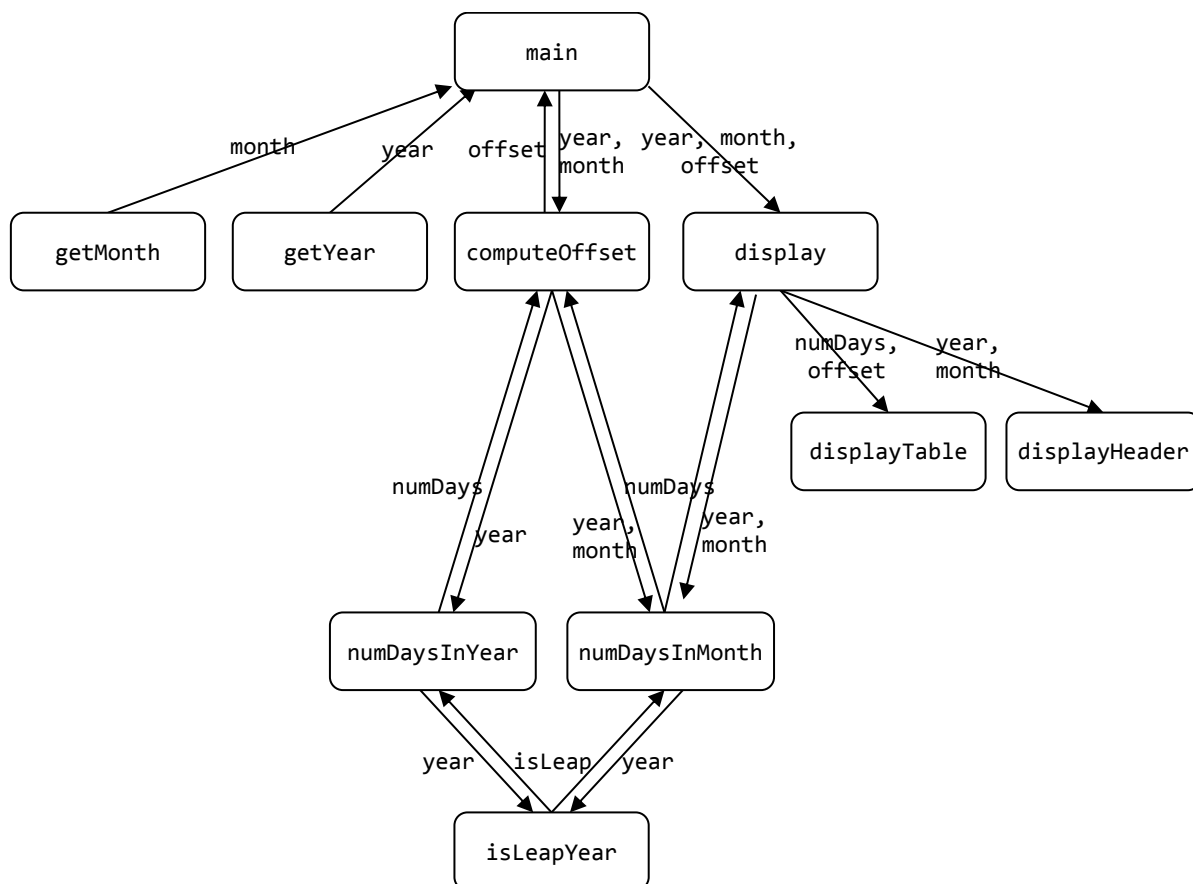 main
month
year
offset
year,
month
year, month,
offset
getMonth
getYear
computeOffset
display
numDays,
offset
year,
month
displayTable
displayHeader
numDays
year
year,
month
numDays
year,
month
numDaysInYear
numDaysInMonth
year
isLeap
year
isLeapYear